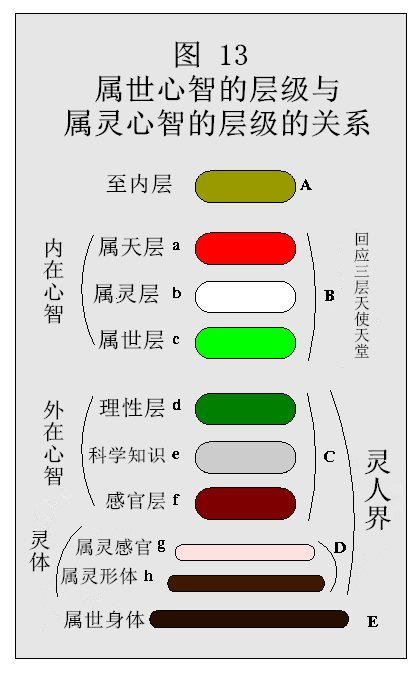 图 13
属世心智的层级与
属灵心智的层级的关系
至内层 A
内在心智
属天层 a
属灵层 b
属世层 c
B
回应三层天使天堂
外在心智
理性层 d
科学知识 e
感官层 f
C
灵人界
灵体
属灵感官 g
属灵形体 h
D
属世身体 E